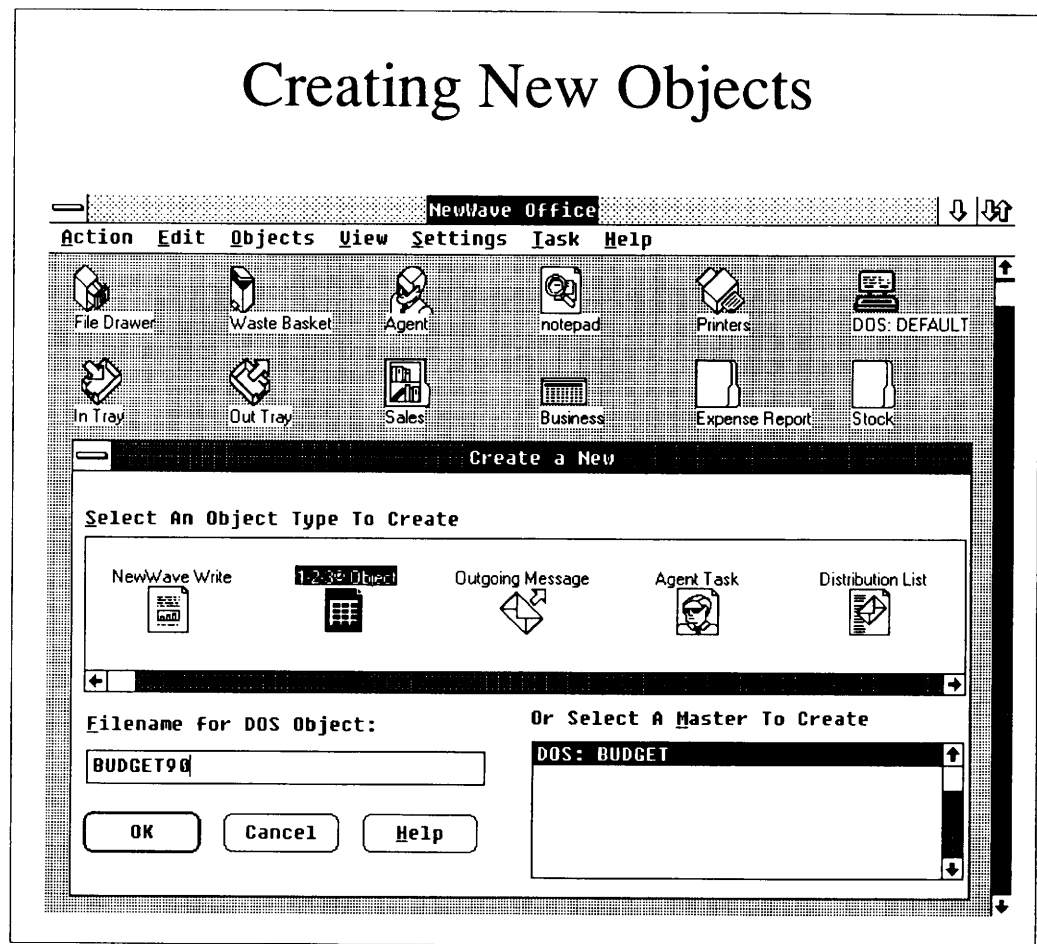 Creating New Objects
NewWave Office
Action Edit Objects View Settings Task Help
File Drawer Waste Basket Agent notepad Printers DOS: DEFAULT
In Tray Out Tray Sales Business Expense Report Stock
Create a New
Select An Object Type To Create
NewWave Write 1-2-3® Object Outgoing Message Agent Task Distribution List
Filename for DOS Object: Or Select A Master To Create
BUDGET90 DOS: BUDGET
OK Cancel Help